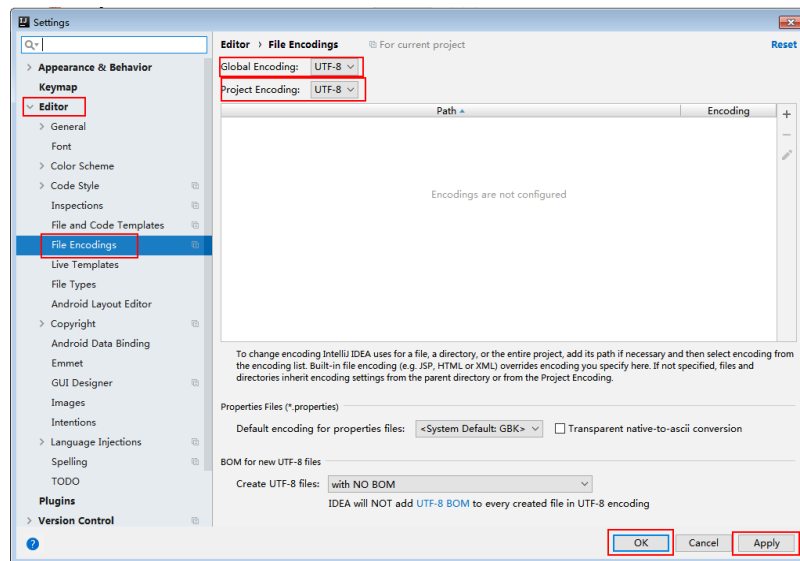 Settings
Editor › File Encodings For current project Reset
Global Encoding: UTF-8
Project Encoding: UTF-8
Path Encoding
Encodings are not configured
Appearance & Behavior
Keymap
Editor
General
Font
Color Scheme
Code Style
Inspections
File and Code Templates
File Encodings
Live Templates
File Types
Android Layout Editor
Copyright
Android Data Binding
Emmet
GUI Designer
Images
Intentions
Language Injections
Spelling
TODO
Plugins
Version Control
To change encoding IntelliJ IDEA uses for a file, a directory, or the entire project, add its path if necessary and then select encoding from
the encoding list. Built-in file encoding (e.g. JSP, HTML or XML) overrides encoding you specify here. If not specified, files and
directories inherit encoding settings from the parent directory or from the Project Encoding.
Properties Files (*.properties)
Default encoding for properties files: <System Default: GBK> Transparent native-to-ascii conversion
BOM for new UTF-8 files
Create UTF-8 files: with NO BOM
IDEA will NOT add UTF-8 BOM to every created file in UTF-8 encoding
? OK Cancel Apply